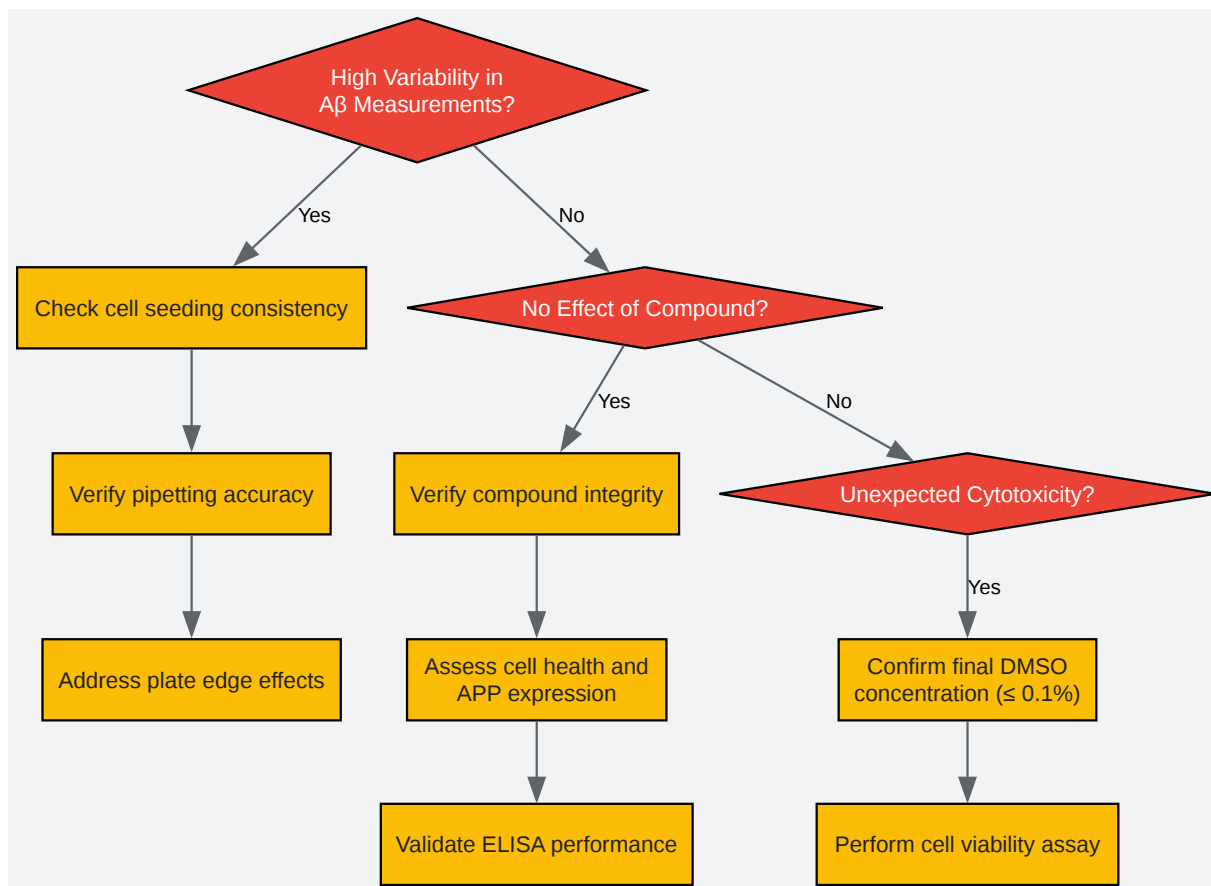 High Variability in
Aβ Measurements?
Yes
No
Check cell seeding consistency
No Effect of Compound?
Yes
No
Verify pipetting accuracy
Verify compound integrity
Unexpected Cytotoxicity?
Yes
Address plate edge effects
Assess cell health and
APP expression
Confirm final DMSO
concentration (≤ 0.1%)
Validate ELISA performance
Perform cell viability assay